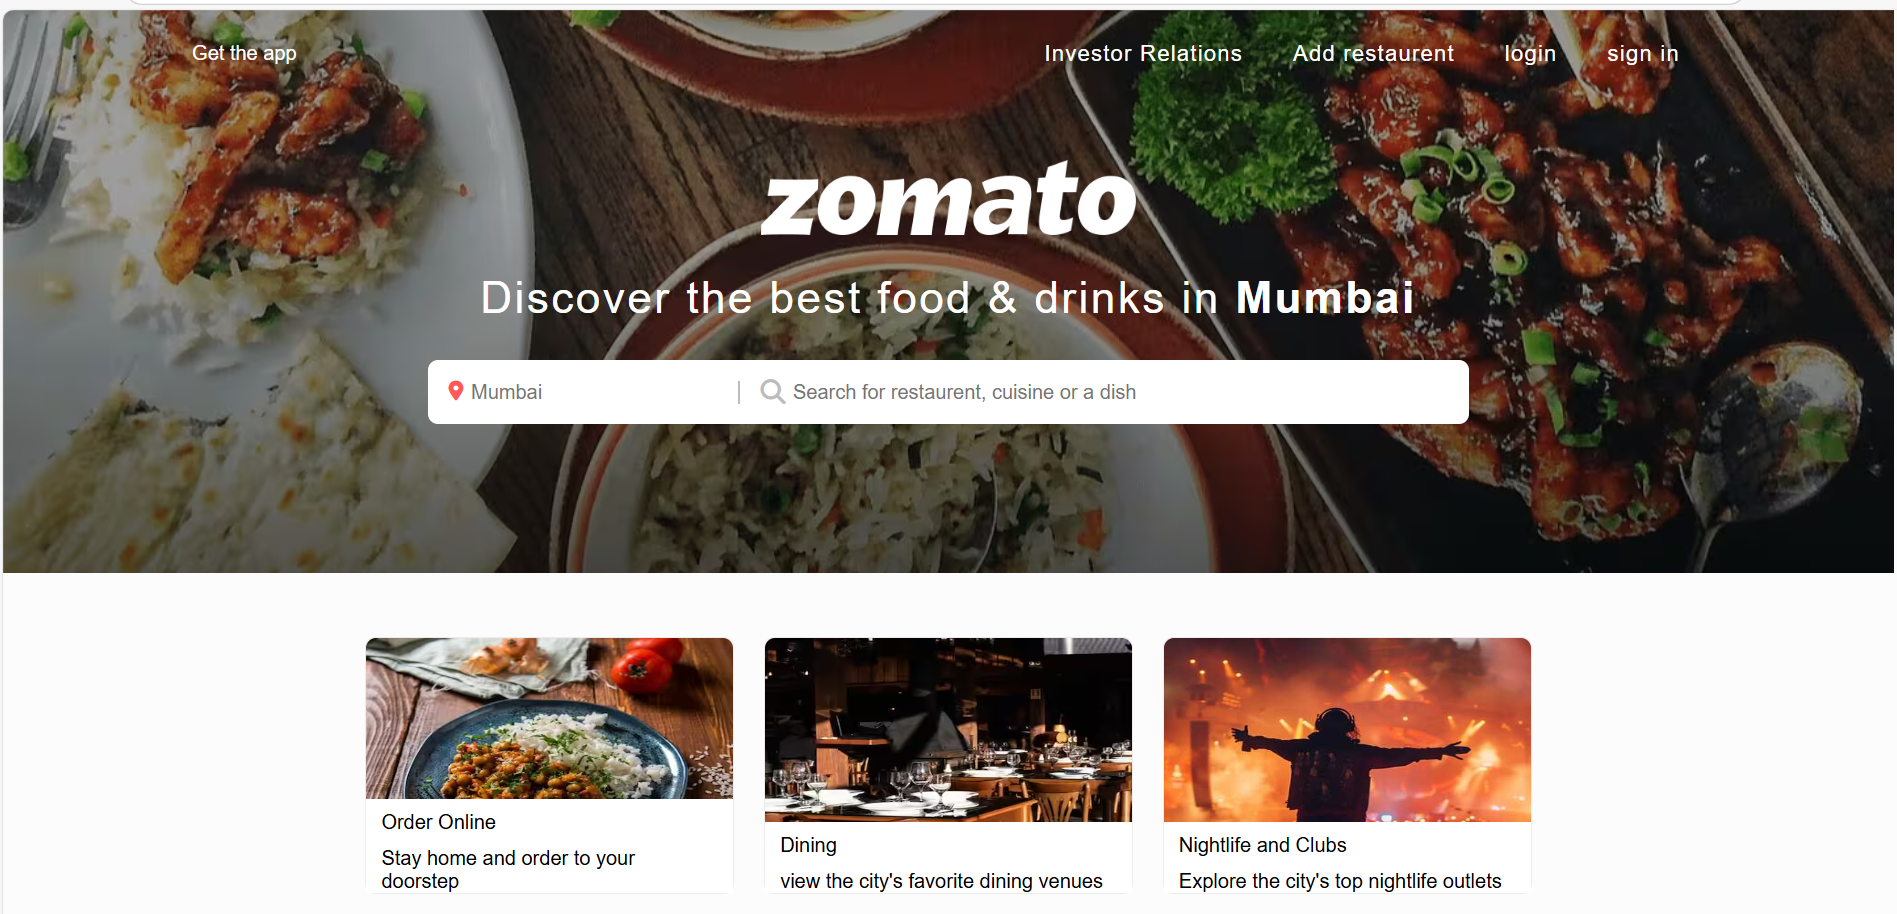 Get the app
Investor Relations
Add restaurent
login
sign in
zomato
Discover the best food & drinks in Mumbai
Mumbai
Search for restaurent, cuisine or a dish
Order Online
Stay home and order to your
doorstep
Dining
view the city's favorite dining venues
Nightlife and Clubs
Explore the city's top nightlife outlets